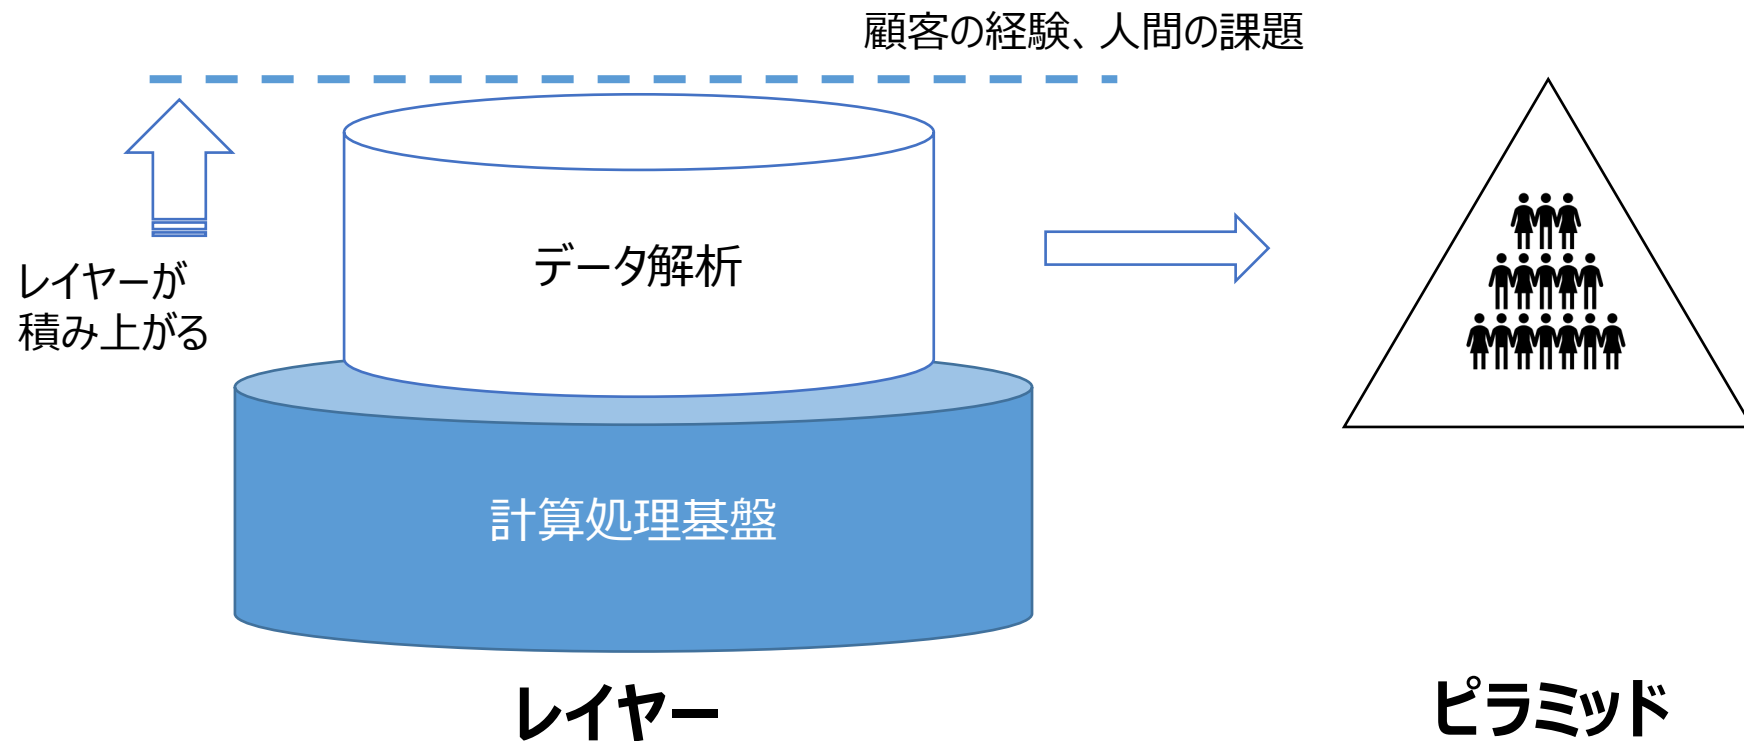 顧客の経験、人間の課題
データ解析
レイヤーが
積み上がる
計算処理基盤
レイヤー
ピラミッド